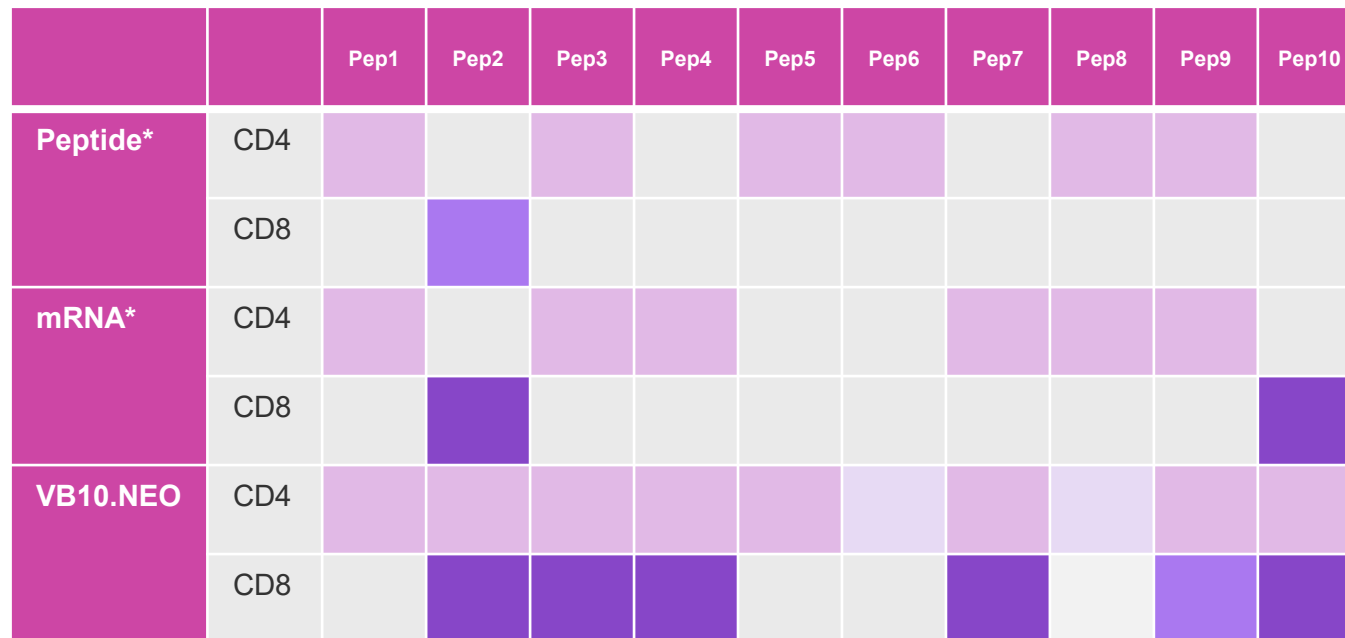 Pep1 Pep2 Pep3 Pep4 Pep5 Pep6 Pep7 Pep8 Pep9 Pep10
Peptide* CD4
CD8
mRNA* CD4
CD8
VB10.NEO CD4
CD8